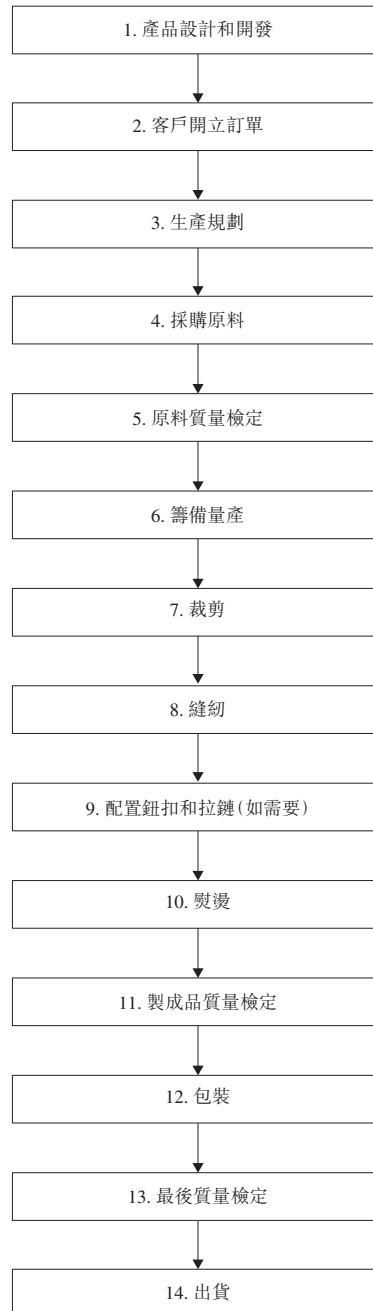 1. 產品設計和開發
2. 客戶開立訂單
3. 生產規劃
4. 採購原料
5. 原料質量檢定
6. 籌備量產
7. 裁剪
8. 縫紉
9. 配置鈕扣和拉鏈(如需要)
10. 熨燙
11. 製成品質量檢定
12. 包裝
13. 最後質量檢定
14. 出貨